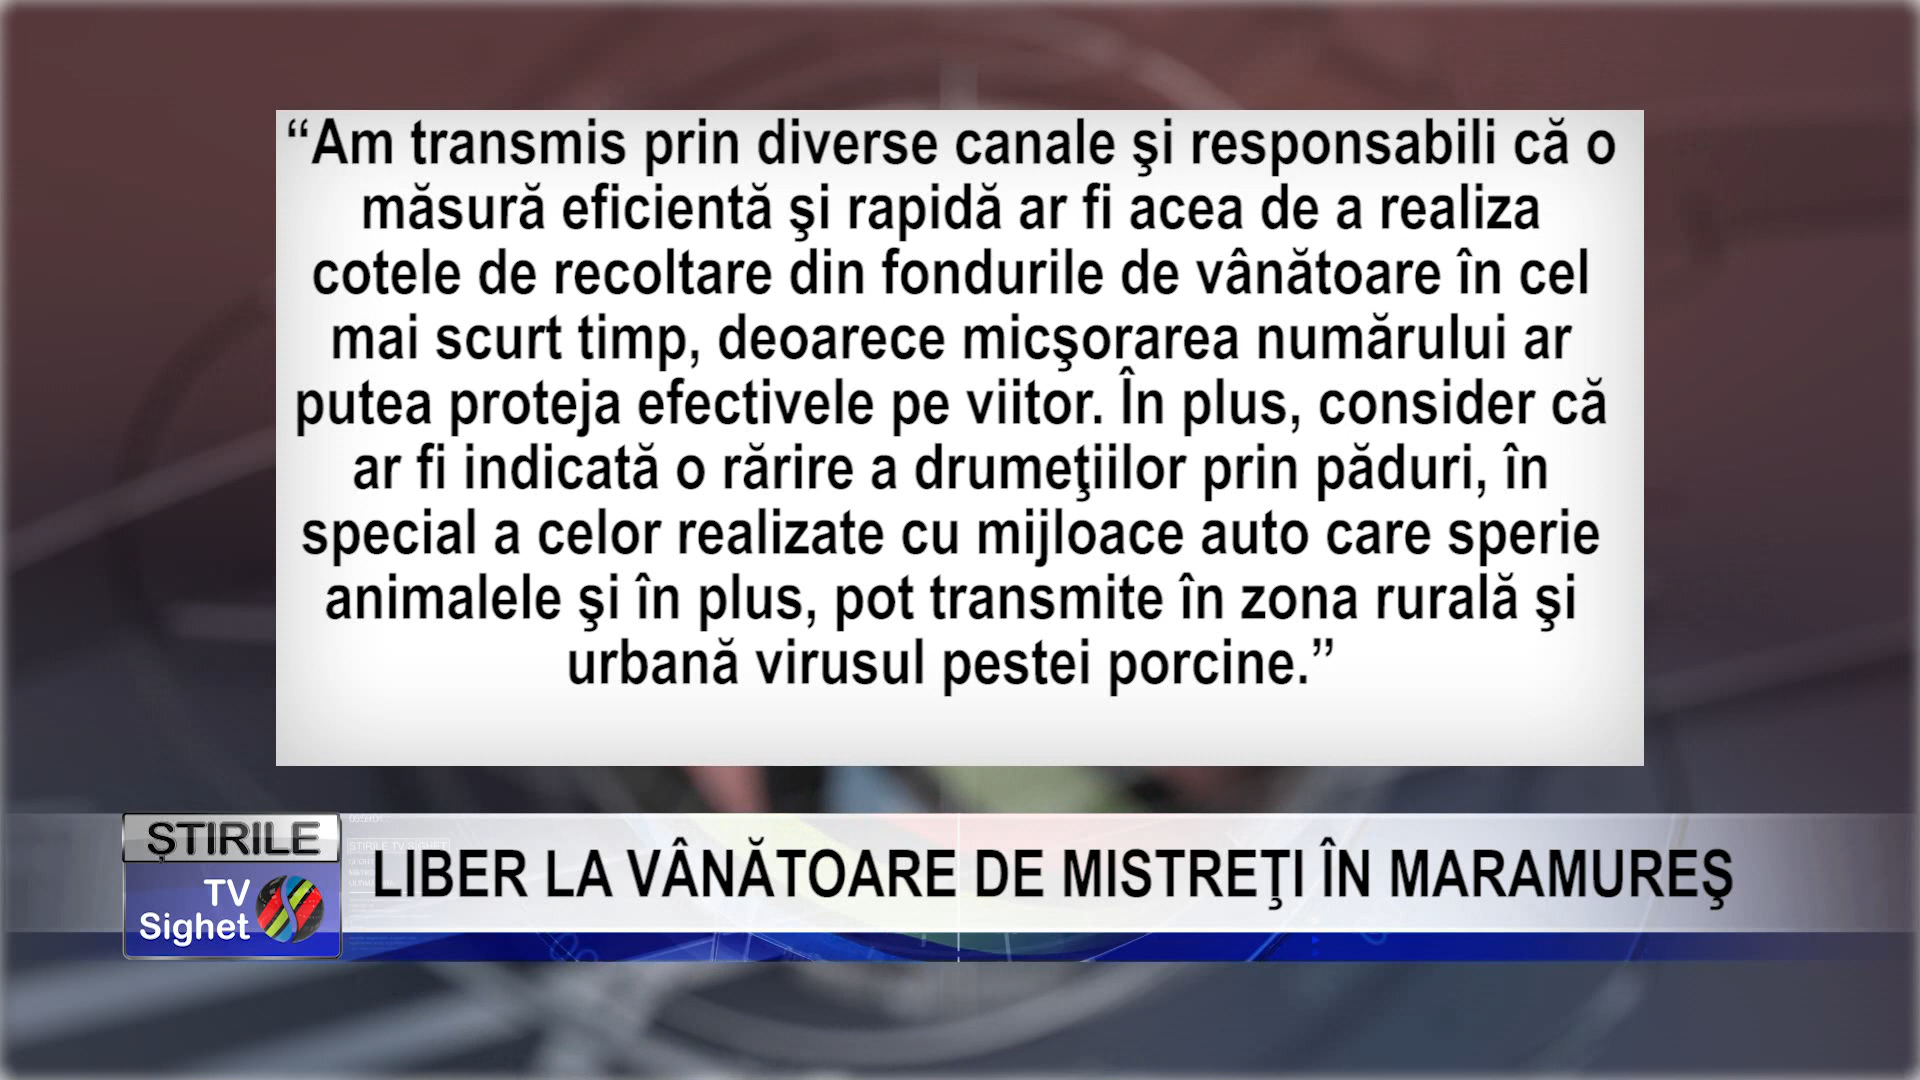 “Am transmis prin diverse canale şi responsabili că o
măsură eficientă şi rapidă ar fi acea de a realiza
cotele de recoltare din fondurile de vânătoare în cel
mai scurt timp, deoarece micşorarea numărului ar
putea proteja efectivele pe viitor. În plus, consider că
ar fi indicată o rărire a drumeţiilor prin păduri, în
special a celor realizate cu mijloace auto care sperie
animalele şi în plus, pot transmite în zona rurală şi
urbană virusul pestei porcine.”
ȘTIRILE
TV
Sighet
STIRILE TV SIGHET
LIBER LA VÂNĂTOARE DE MISTREŢI ÎN MARAMUREŞ